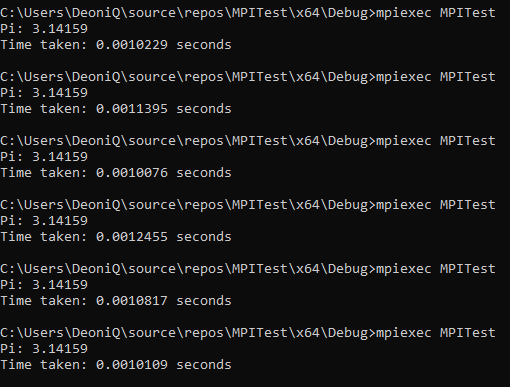 C:\Users\DeoniQ\source\repos\MPITest\x64\Debug>mpiexec MPITest
Pi: 3.14159
Time taken: 0.0010229 seconds
C:\Users\DeoniQ\source\repos\MPITest\x64\Debug>mpiexec MPITest
Pi: 3.14159
Time taken: 0.0011395 seconds
C:\Users\DeoniQ\source\repos\MPITest\x64\Debug>mpiexec MPITest
Pi: 3.14159
Time taken: 0.0010076 seconds
C:\Users\DeoniQ\source\repos\MPITest\x64\Debug>mpiexec MPITest
Pi: 3.14159
Time taken: 0.0012455 seconds
C:\Users\DeoniQ\source\repos\MPITest\x64\Debug>mpiexec MPITest
Pi: 3.14159
Time taken: 0.0010817 seconds
C:\Users\DeoniQ\source\repos\MPITest\x64\Debug>mpiexec MPITest
Pi: 3.14159
Time taken: 0.0010109 seconds